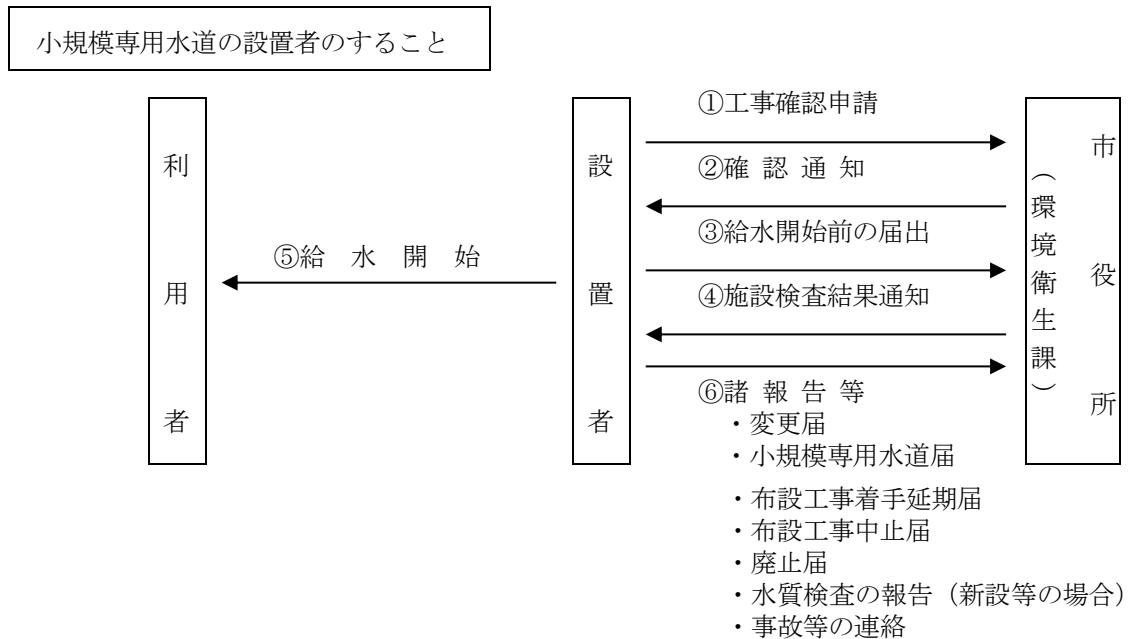 小規模専用水道の設置者のすること
利用者
⑤給　水　開　始
設置者
①工事確認申請
②確 認 通 知
③給水開始前の届出
④施設検査結果通知
⑥諸 報 告 等
・変更届
・小規模専用水道届
・布設工事着手延期届
・布設工事中止届
・廃止届
・水質検査の報告（新設等の場合）
・事故等の連絡
市役所
（環境衛生課）